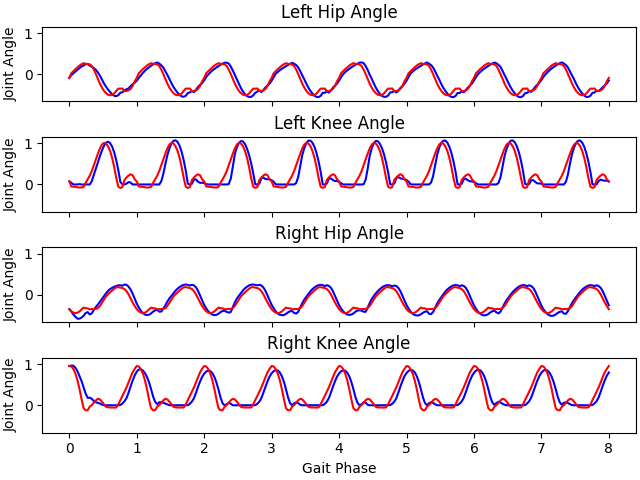 Left Hip Angle
Joint Angle
1
0
Left Knee Angle
Joint Angle
1
0
Right Hip Angle
Joint Angle
1
0
Right Knee Angle
Joint Angle
1
0
0 1 2 3 4 5 6 7 8
Gait Phase